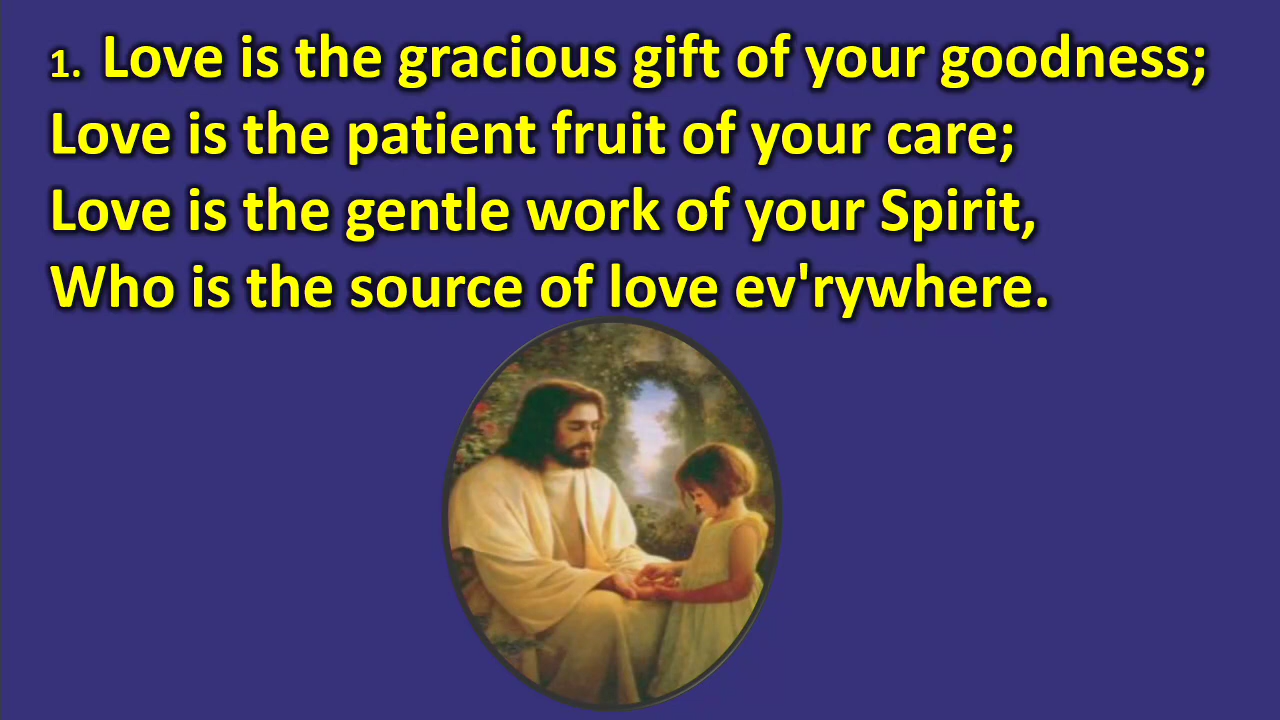 1. Love is the gracious gift of your goodness;
Love is the patient fruit of your care;
Love is the gentle work of your Spirit,
Who is the source of love ev'rywhere.